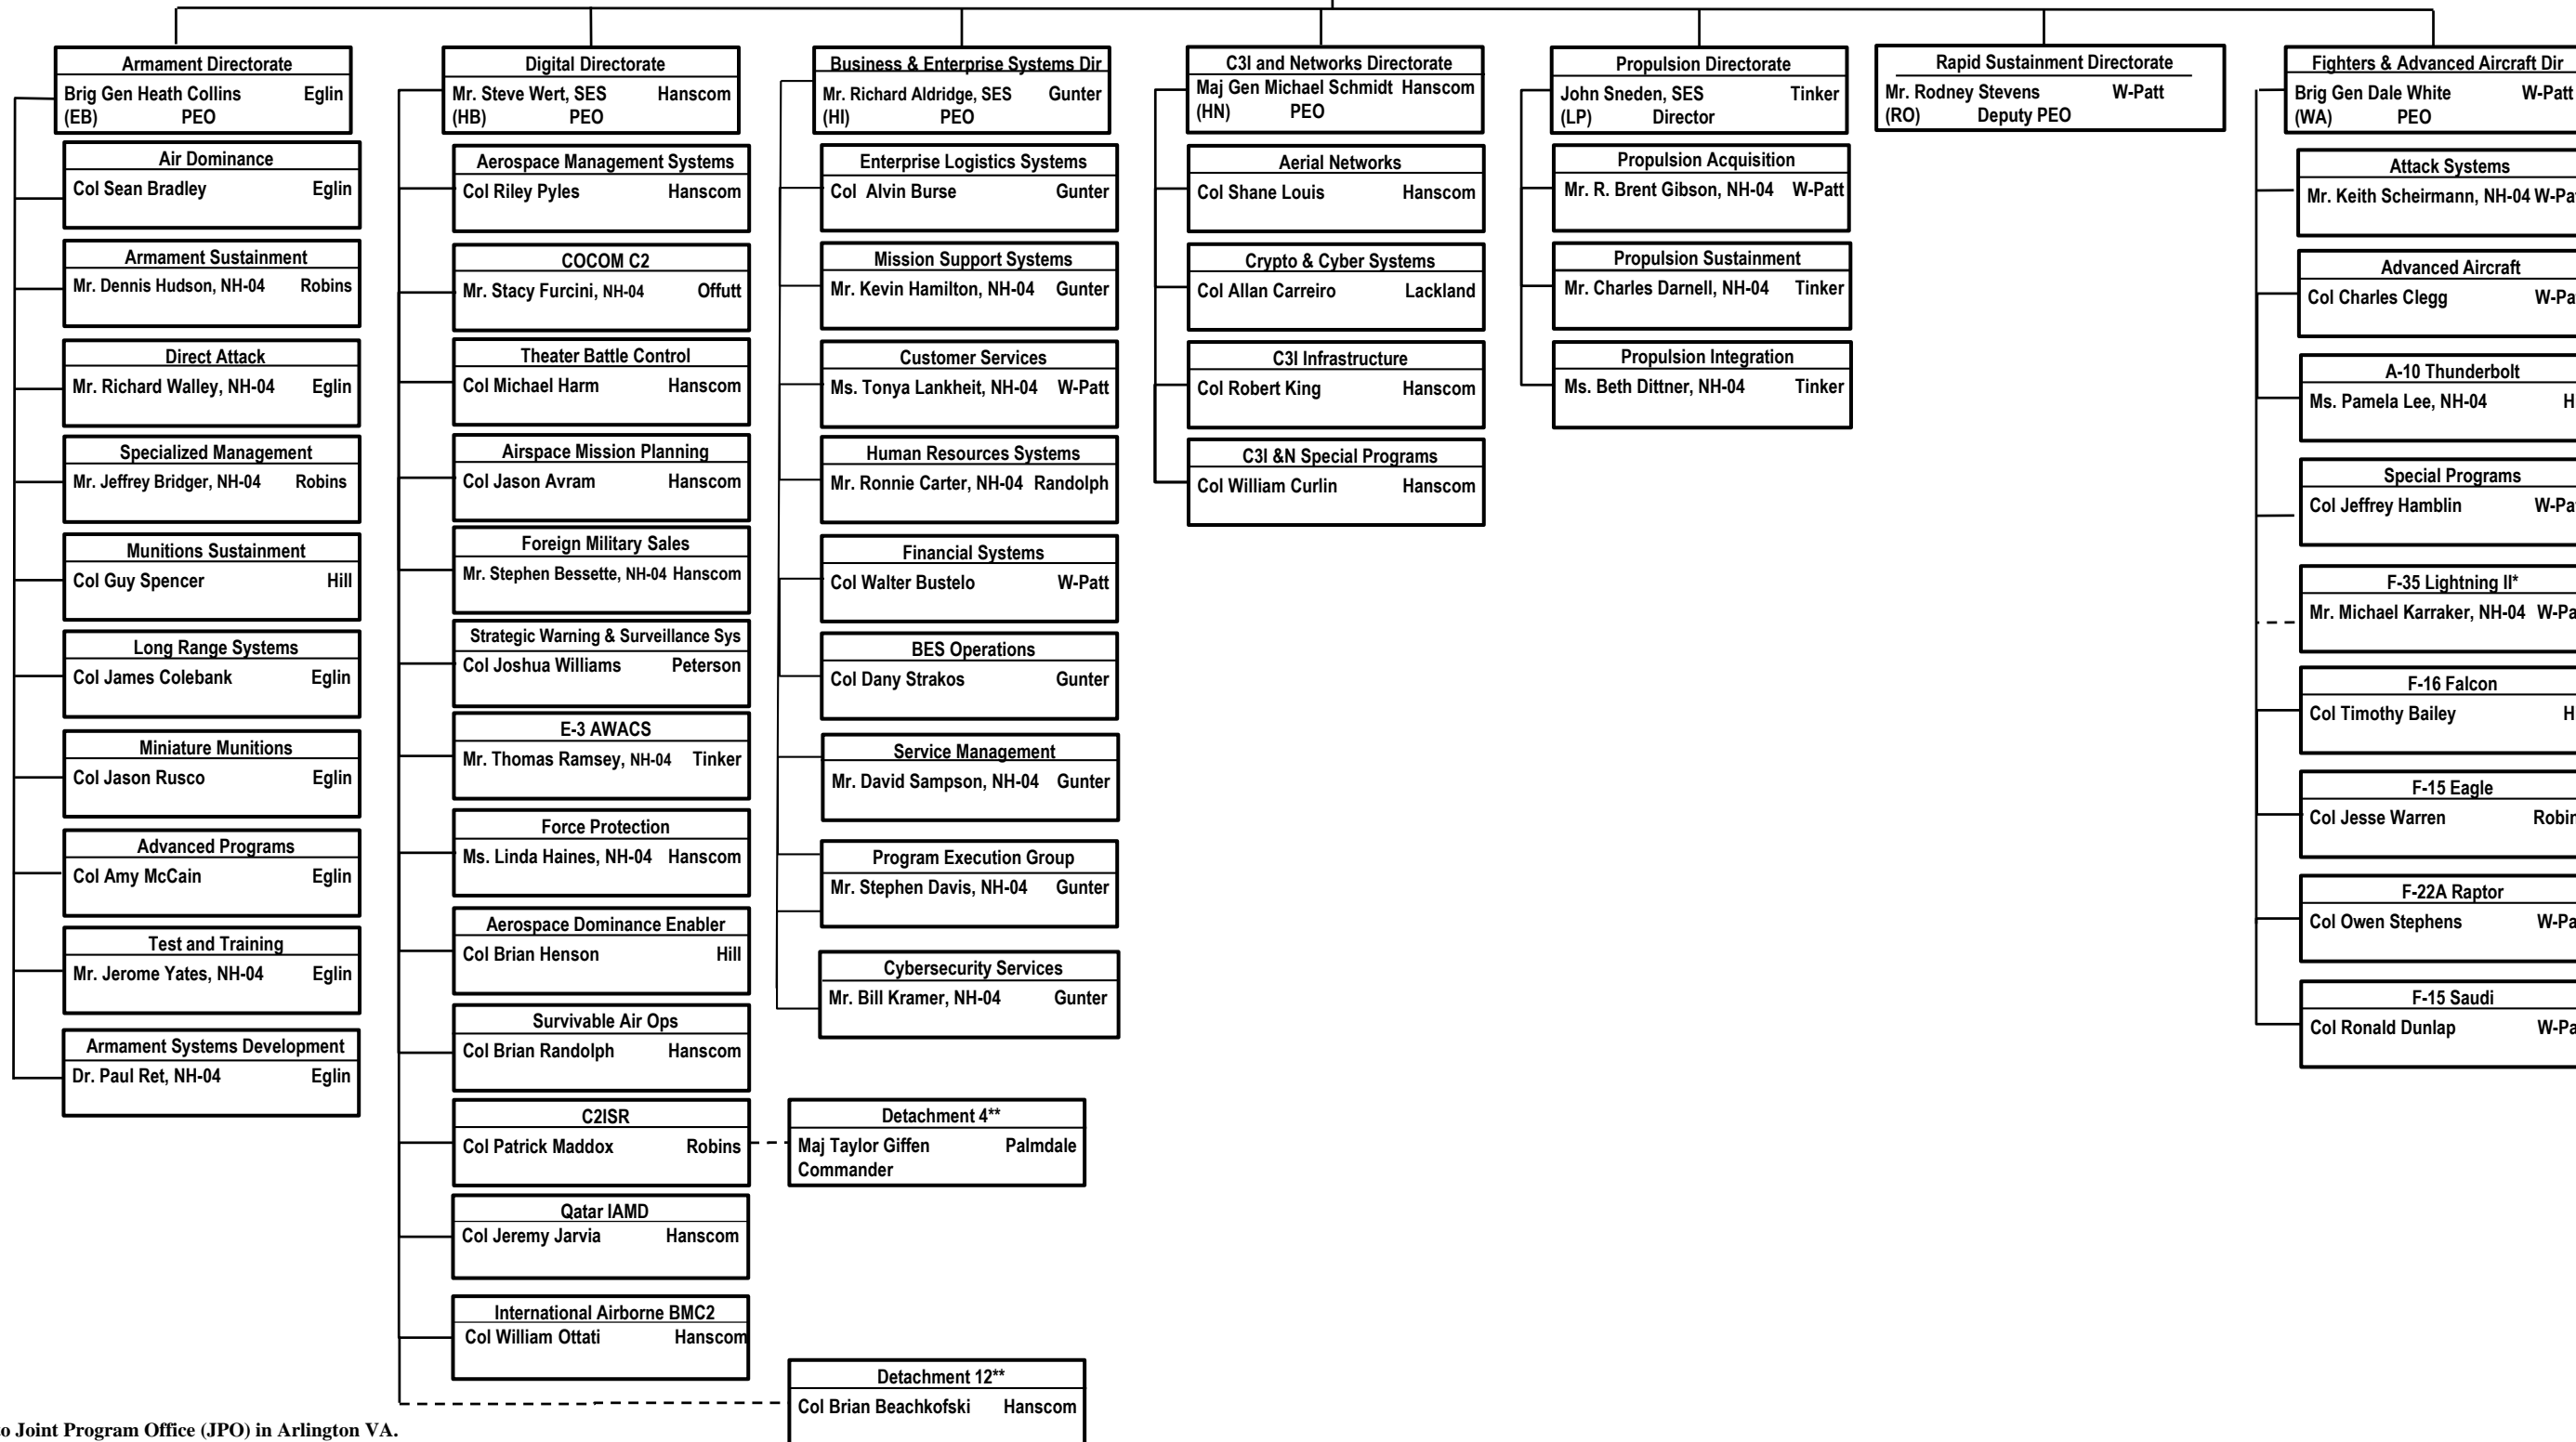 Armament Directorate
Brig Gen Heath Collins Eglin
(EB) PEO
Air Dominance
Col Sean Bradley Eglin
Armament Sustainment
Mr. Dennis Hudson, NH-04 Robins
Direct Attack
Mr. Richard Walley, NH-04 Eglin
Specialized Management
Mr. Jeffrey Bridger, NH-04 Robins
Munitions Sustainment
Col Guy Spencer Hill
Long Range Systems
Col James Colebank Eglin
Miniature Munitions
Col Jason Rusco Eglin
Advanced Programs
Col Amy McCain Eglin
Test and Training
Mr. Jerome Yates, NH-04 Eglin
Armament Systems Development
Dr. Paul Ret, NH-04 Eglin
Digital Directorate
Mr. Steve Wert, SES Hanscom
(HB) PEO
Aerospace Management Systems
Col Riley Pyles Hanscom
COCOM C2
Mr. Stacy Furcini, NH-04 Offutt
Theater Battle Control
Col Michael Harm Hanscom
Airspace Mission Planning
Col Jason Avram Hanscom
Foreign Military Sales
Mr. Stephen Bessette, NH-04 Hanscom
Strategic Warning & Surveillance Sys
Col Joshua Williams Peterson
E-3 AWACS
Mr. Thomas Ramsey, NH-04 Tinker
Force Protection
Ms. Linda Haines, NH-04 Hanscom
Aerospace Dominance Enabler
Col Brian Henson Hill
Survivable Air Ops
Col Brian Randolph Hanscom
C2ISR
Col Patrick Maddox Robins
Detachment 4**
Maj Taylor Giffen Palmdale
Commander
Qatar IAMD
Col Jeremy Jarvia Hanscom
International Airborne BMC2
Col William Ottati Hanscom
Detachment 12**
Col Brian Beachkofski Hanscom
Business & Enterprise Systems Dir
Mr. Richard Aldridge, SES Gunter
(HI) PEO
Enterprise Logistics Systems
Col Alvin Burse Gunter
Mission Support Systems
Mr. Kevin Hamilton, NH-04 Gunter
Customer Services
Ms. Tonya Lankheit, NH-04 W-Patt
Human Resources Systems
Mr. Ronnie Carter, NH-04 Randolph
Financial Systems
Col Walter Bustelo W-Patt
BES Operations
Col Dany Strakos Gunter
Service Management
Mr. David Sampson, NH-04 Gunter
Program Execution Group
Mr. Stephen Davis, NH-04 Gunter
Cybersecurity Services
Mr. Bill Kramer, NH-04 Gunter
C3I and Networks Directorate
Maj Gen Michael Schmidt Hanscom
(HN) PEO
Aerial Networks
Col Shane Louis Hanscom
Crypto & Cyber Systems
Col Allan Carreiro Lackland
C3I Infrastructure
Col Robert King Hanscom
C3I &N Special Programs
Col William Curlin Hanscom
Propulsion Directorate
John Sneden, SES Tinker
(LP) Director
Propulsion Acquisition
Mr. R. Brent Gibson, NH-04 W-Patt
Propulsion Sustainment
Mr. Charles Darnell, NH-04 Tinker
Propulsion Integration
Ms. Beth Dittner, NH-04 Tinker
Rapid Sustainment Directorate
Mr. Rodney Stevens W-Patt
(RO) Deputy PEO
Fighters & Advanced Aircraft Dir
Brig Gen Dale White W-Patt
(WA) PEO
Attack Systems
Mr. Keith Scheirmann, NH-04 W-Pa
Advanced Aircraft
Col Charles Clegg W-Pa
A-10 Thunderbolt
Ms. Pamela Lee, NH-04 H
Special Programs
Col Jeffrey Hamblin W-Pa
F-35 Lightning II*
Mr. Michael Karraker, NH-04 W-Pa
F-16 Falcon
Col Timothy Bailey H
F-15 Eagle
Col Jesse Warren Robin
F-22A Raptor
Col Owen Stephens W-Pa
F-15 Saudi
Col Ronald Dunlap W-Pa
to Joint Program Office (JPO) in Arlington VA.